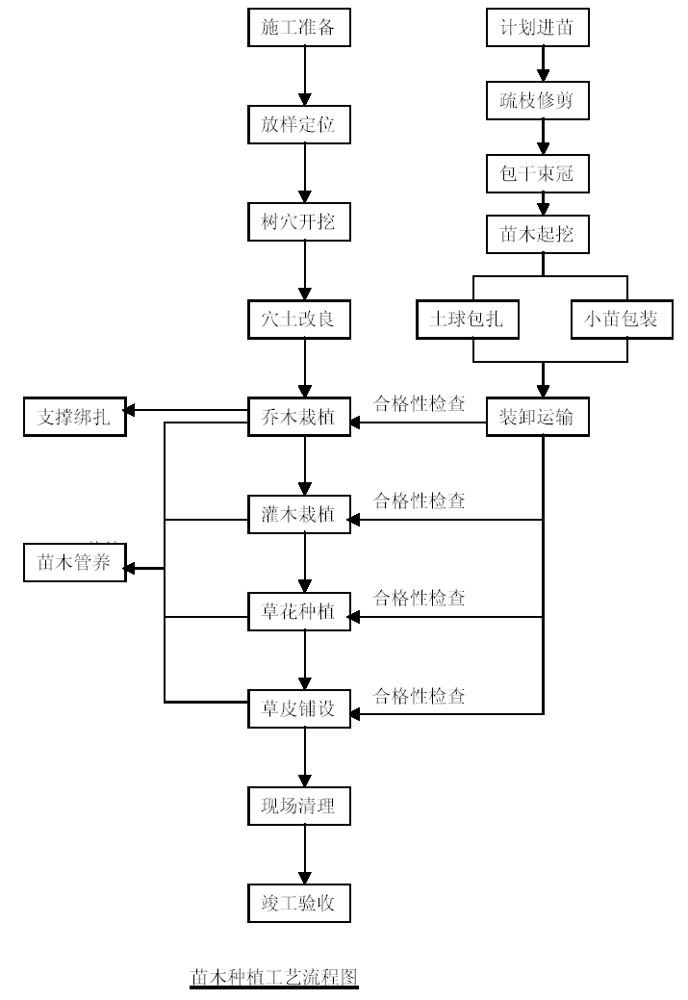 施工准备
计划进苗
疏枝修剪
放样定位
包干束冠
树穴开挖
苗木起挖
穴土改良
土球包扎
小苗包装
支撑绑扎
乔木栽植
合格性检查
装卸运输
灌木栽植
合格性检查
苗木管养
草花种植
合格性检查
草皮铺设
合格性检查
现场清理
竣工验收
苗木种植工艺流程图